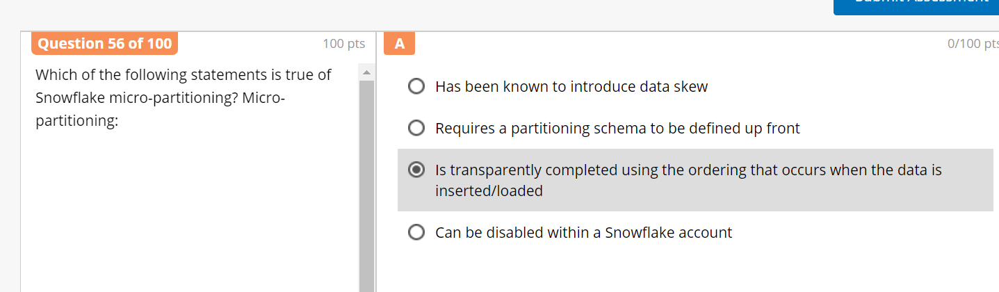 Submit Assessment
Question 56 of 100
100 pts
Which of the following statements is true of
Snowflake micro-partitioning? Micro-
partitioning:
A
0/100 pts
Has been known to introduce data skew
Requires a partitioning schema to be defined up front
Is transparently completed using the ordering that occurs when the data is
inserted/loaded
Can be disabled within a Snowflake account